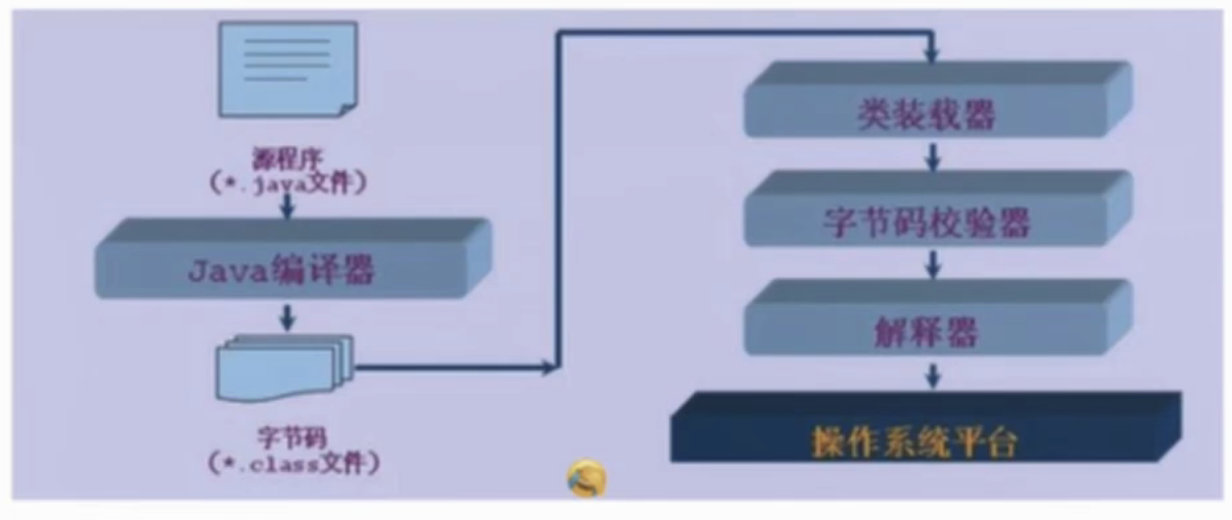 源程序
(*.java文件)
Java编译器
字节码
(*.class文件)
类装载器
字节码校验器
解释器
操作系统平台